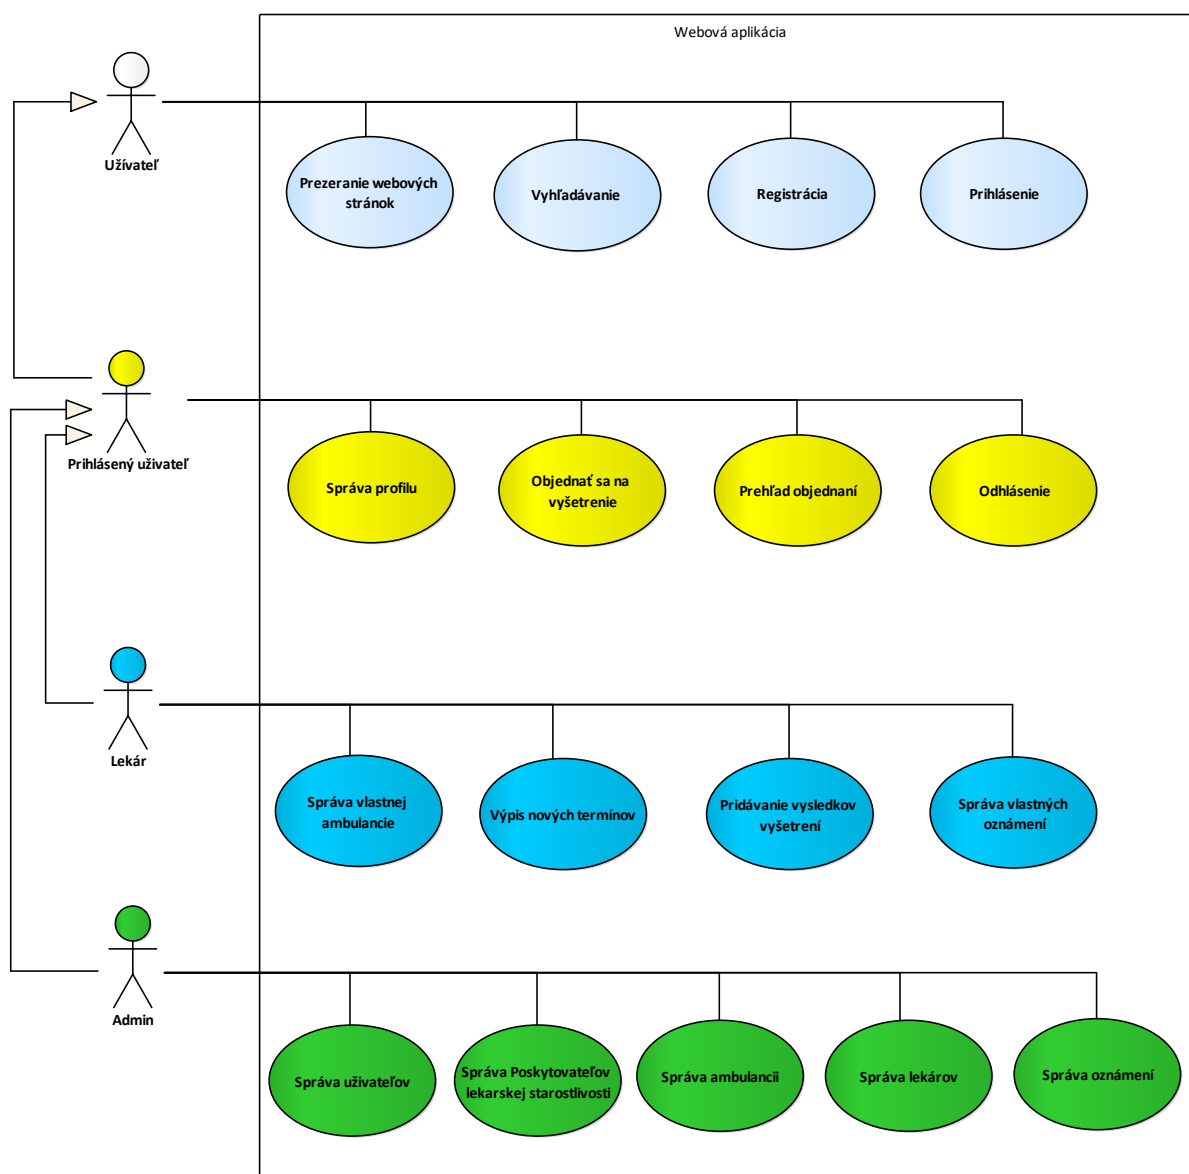 Webová aplikácia
Užívateľ
Prezeranie webových
stránok
Vyhľadávanie
Registrácia
Prihlásenie
Prihlásený uživateľ
Správa profilu
Objednať sa na
vyšetrenie
Prehľad objednaní
Odhlásenie
Lekár
Správa vlastnej
ambulancie
Výpis nových termínov
Pridávanie vysledkov
vyšetrení
Správa vlastných
oznámení
Admin
Správa uživateľov
Správa Poskytovateľov
lekarskej starostlivosti
Správa ambulancii
Správa lekárov
Správa oznámení